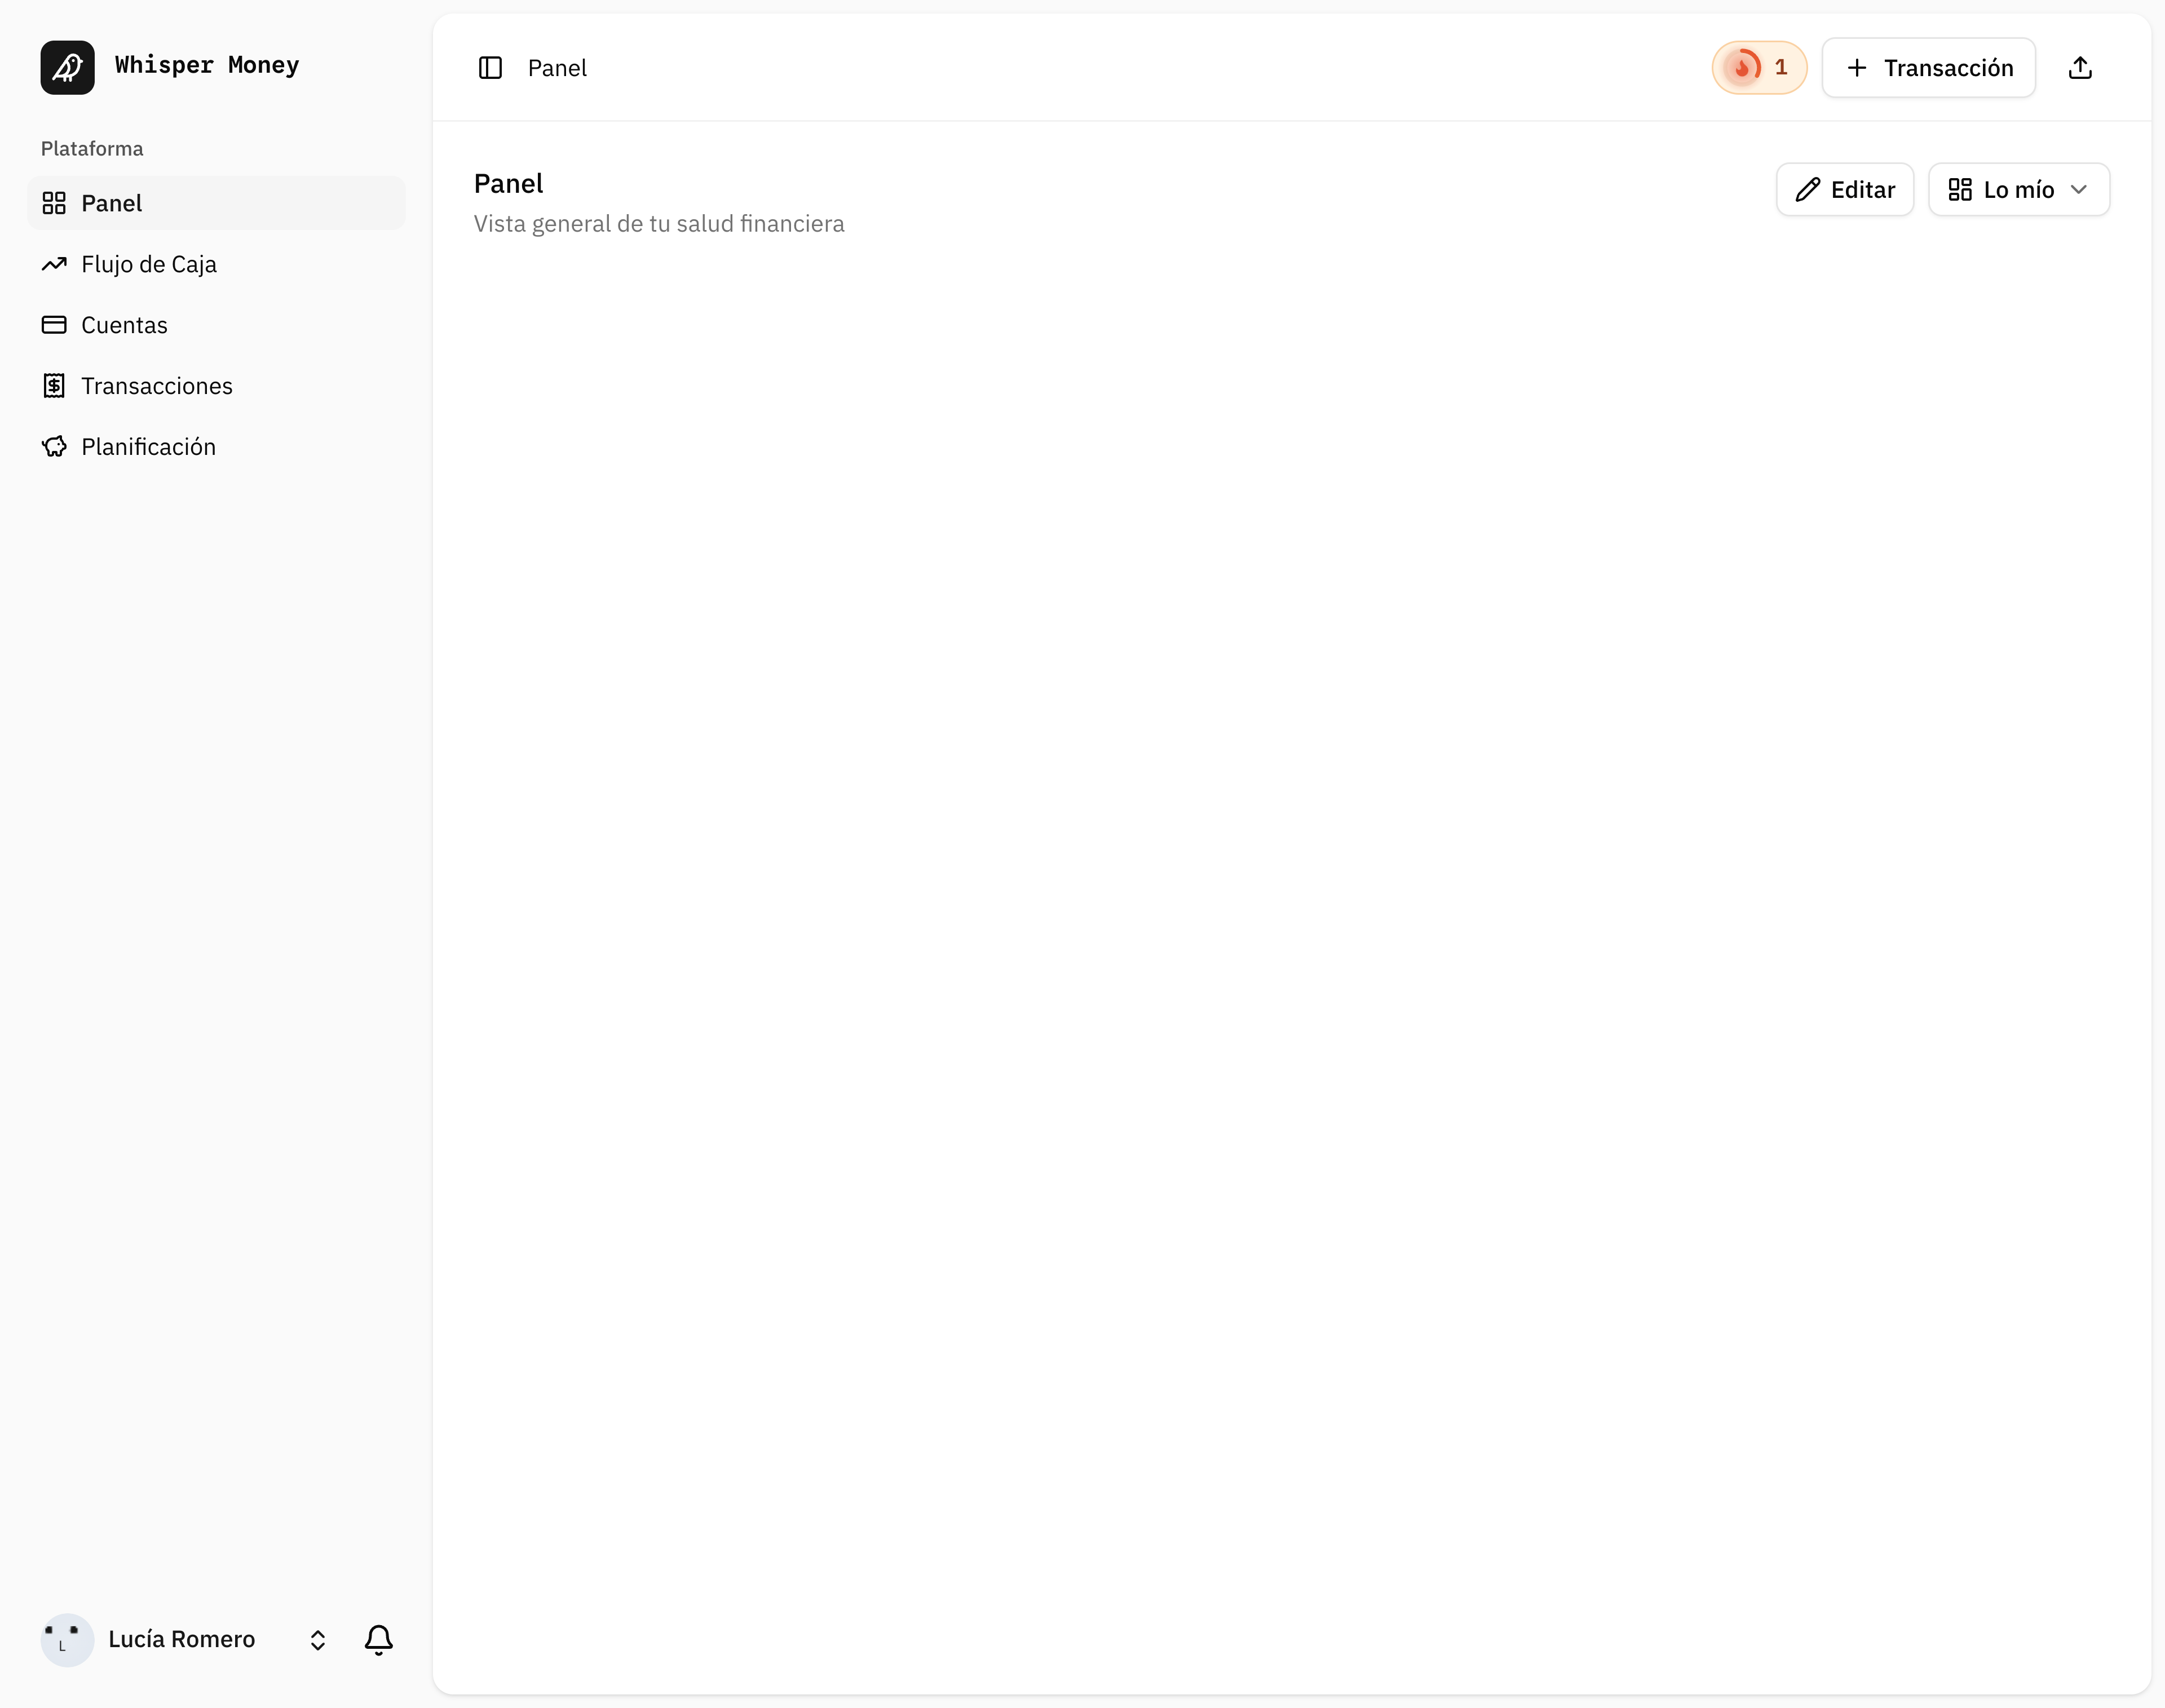 Whisper Money
Plataforma
Panel
Flujo de Caja
Cuentas
Transacciones
Planificación
Lucía Romero
L
Panel
1
Transacción
Panel
Vista general de tu salud financiera
Editar
Lo mío